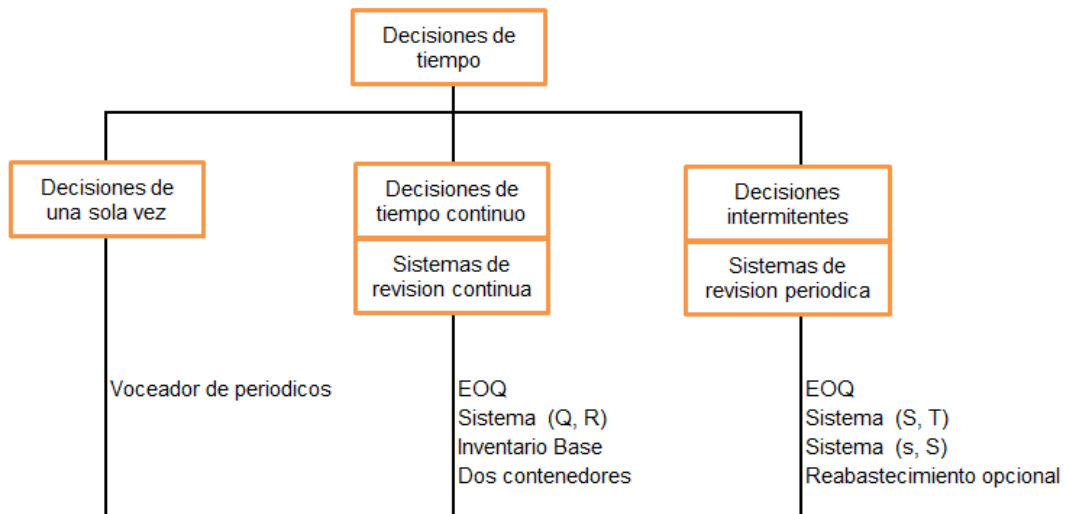 Decisiones de
tiempo
Decisiones de
una sola vez
Decisiones de
tiempo continuo
Sistemas de
revision continua
Decisiones
intermitentes
Sistemas de
revision periodica
Voceador de periodicos
EOQ
Sistema (Q, R)
Inventario Base
Dos contenedores
EOQ
Sistema (S, T)
Sistema (s, S)
Reabastecimiento opcional